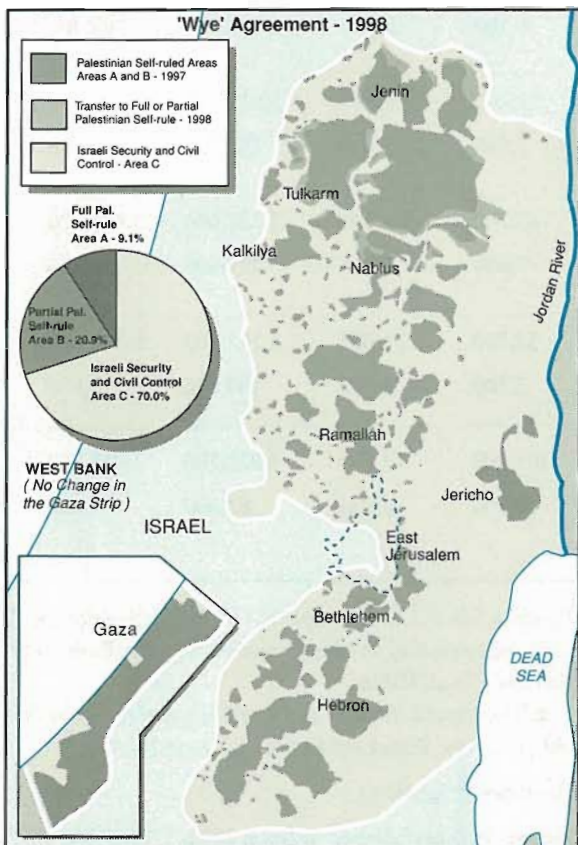 'Wye' Agreement - 1998
Palestinian Self-ruled Areas
Areas A and B - 1997
Transfer to Full or Partial
Palestinian Self-rule - 1998
Israeli Security and Civil
Control - Area C
Full Pal.
Self-rule
Area A - 9.1%
Partial Pal.
Self-rule
Area B - 20.9%
Israeli Security
and Civil Control
Area C - 70.0%
WEST BANK
( No Change in
the Gaza Strip )
ISRAEL
Gaza
Jenin
Tulkarm
Kalkilya
Nablus
Jordan River
Ramallah
Jericho
East
Jerusalem
Bethlehem
DEAD
SEA
Hebron